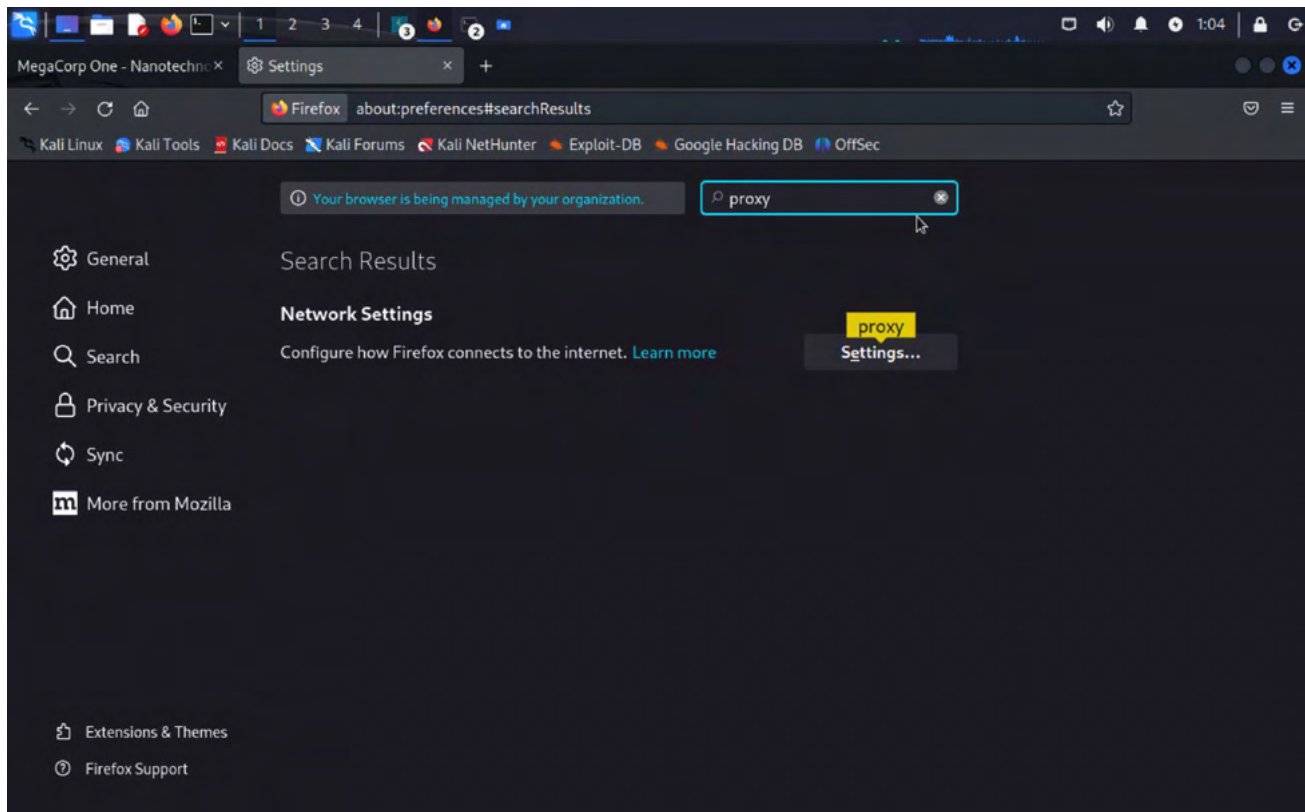 1 2 3 4 3 2 1:04
MegaCorp One - Nanotechno Settings
Firefox about:preferences#searchResults
Kali Linux Kali Tools Kali Docs Kali Forums Kali NetHunter Exploit-DB Google Hacking DB OffSec
Your browser is being managed by your organization. proxy
General
Home
Search
Privacy & Security
Sync
m More from Mozilla
Search Results
Network Settings
proxy
Configure how Firefox connects to the internet. Learn more Settings...
Extensions & Themes
Firefox Support